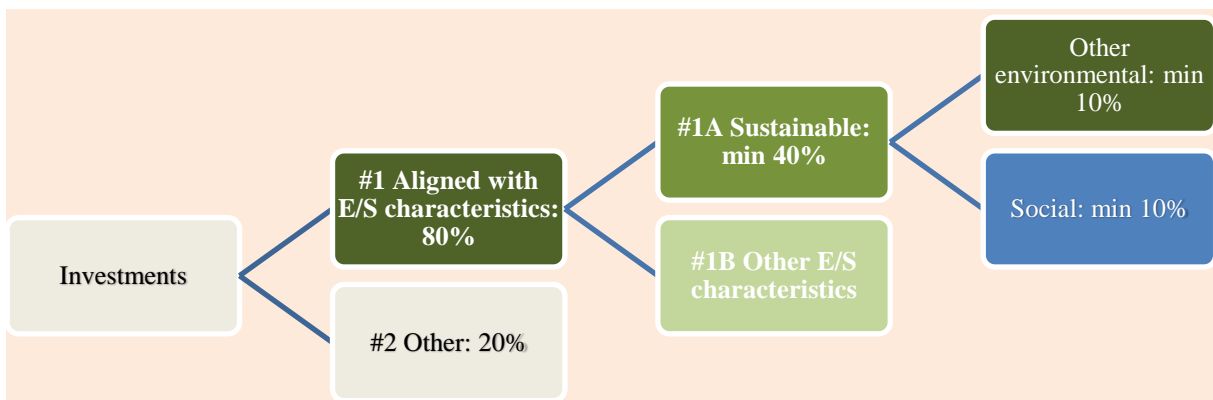 Investments
#1 Aligned with
E/S characteristics:
80%
#2 Other: 20%
#1A Sustainable:
min 40%
#1B Other E/S
characteristics
Other
environmental: min
10%
Social: min 10%